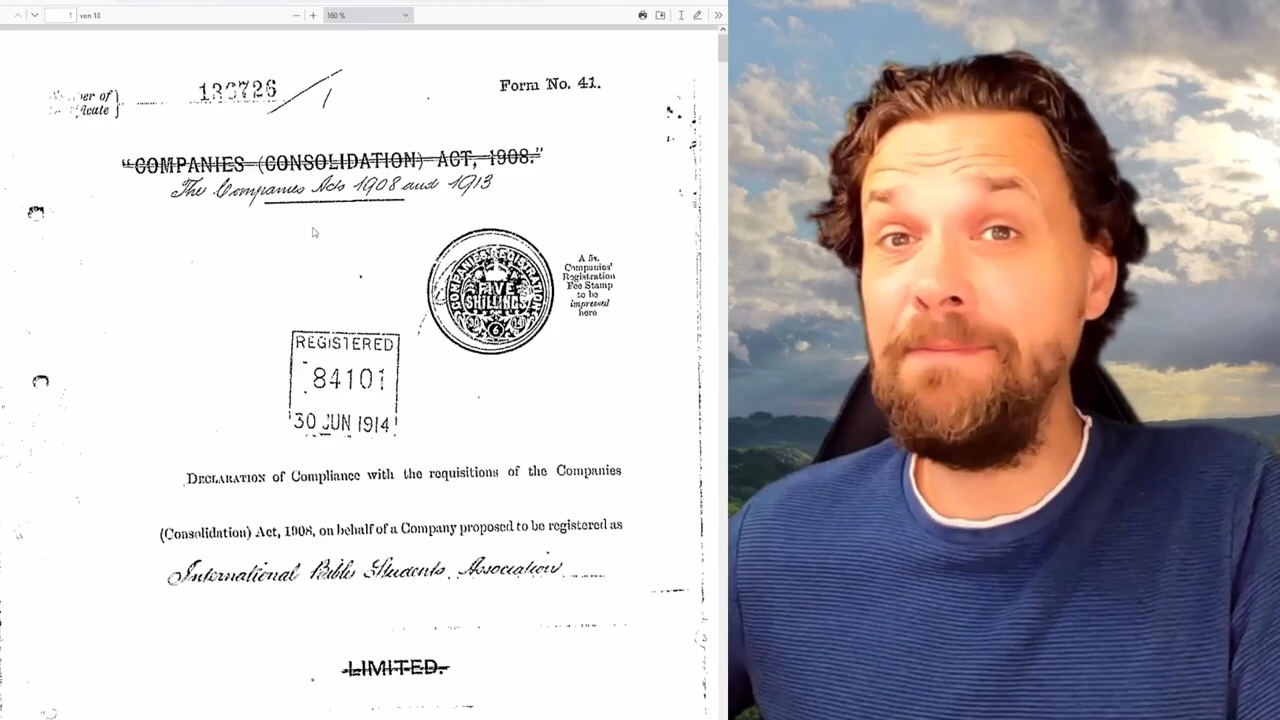 1 von 18 160 %
136726
Form No. 41.
"COMPANIES (CONSOLIDATION) ACT, 1908."
The Companies Acts 1908 and 1913
COMPANIES REGISTRATION
FIVE
SHILLINGS
A 5s.
Companies'
Registration
Fee Stamp
to be
impressed
here
REGISTERED
84101
30 JUN 1914
DECLARATION of Compliance with the requisitions of the Companies
(Consolidation) Act, 1908, on behalf of a Company proposed to be registered as
International Bible Students Association
LIMITED.